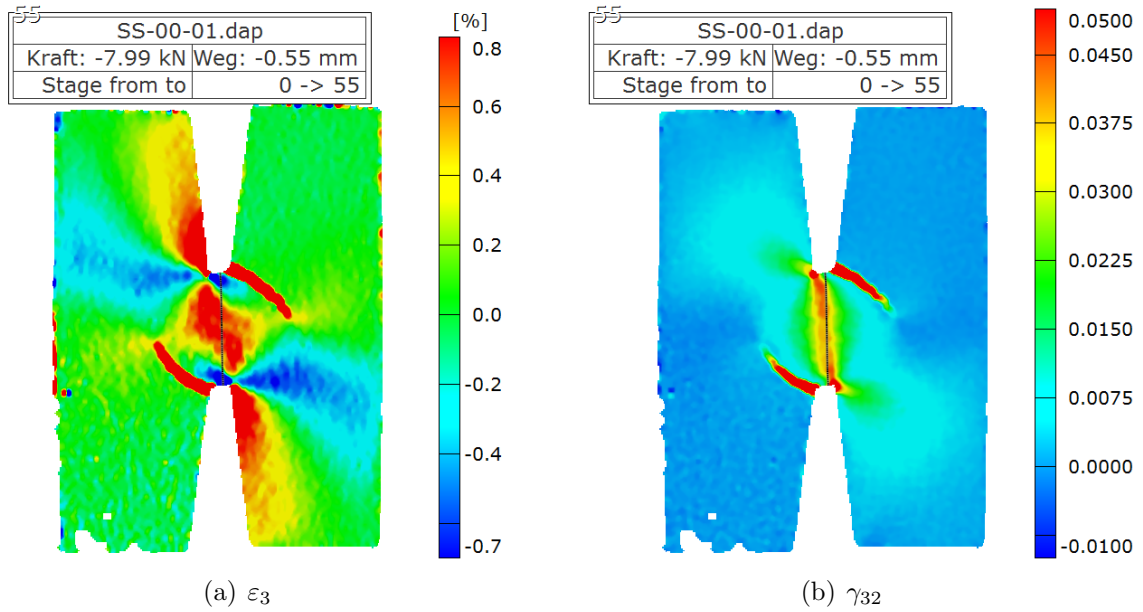 55
SS-00-01.dap
Kraft: -7.99 kN Weg: -0.55 mm
Stage from to 0 -> 55
[%]
0.8
0.6
0.4
0.2
0.0
-0.2
-0.4
-0.7
(a) ε₃
55
SS-00-01.dap
Kraft: -7.99 kN Weg: -0.55 mm
Stage from to 0 -> 55
0.0500
0.0450
0.0375
0.0300
0.0225
0.0150
0.0075
0.0000
-0.0100
(b) γ₃₂